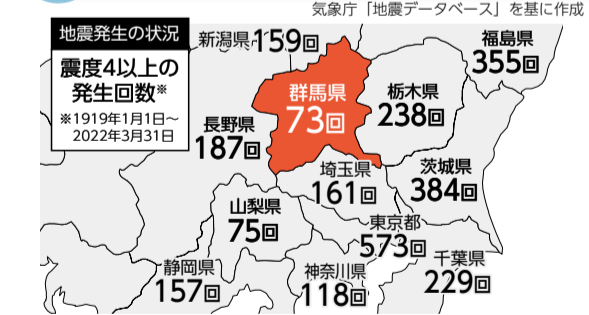 気象庁「地震データベース」を基に作成
地震発生の状況
震度4以上の
発生回数※
※1919年1月1日~
2022年3月31日
新潟県159回
福島県
355回
群馬県
73回
栃木県
238回
長野県
187回
埼玉県
161回
茨城県
384回
山梨県
75回
東京都
573回
千葉県
229回
静岡県
157回
神奈川県
118回